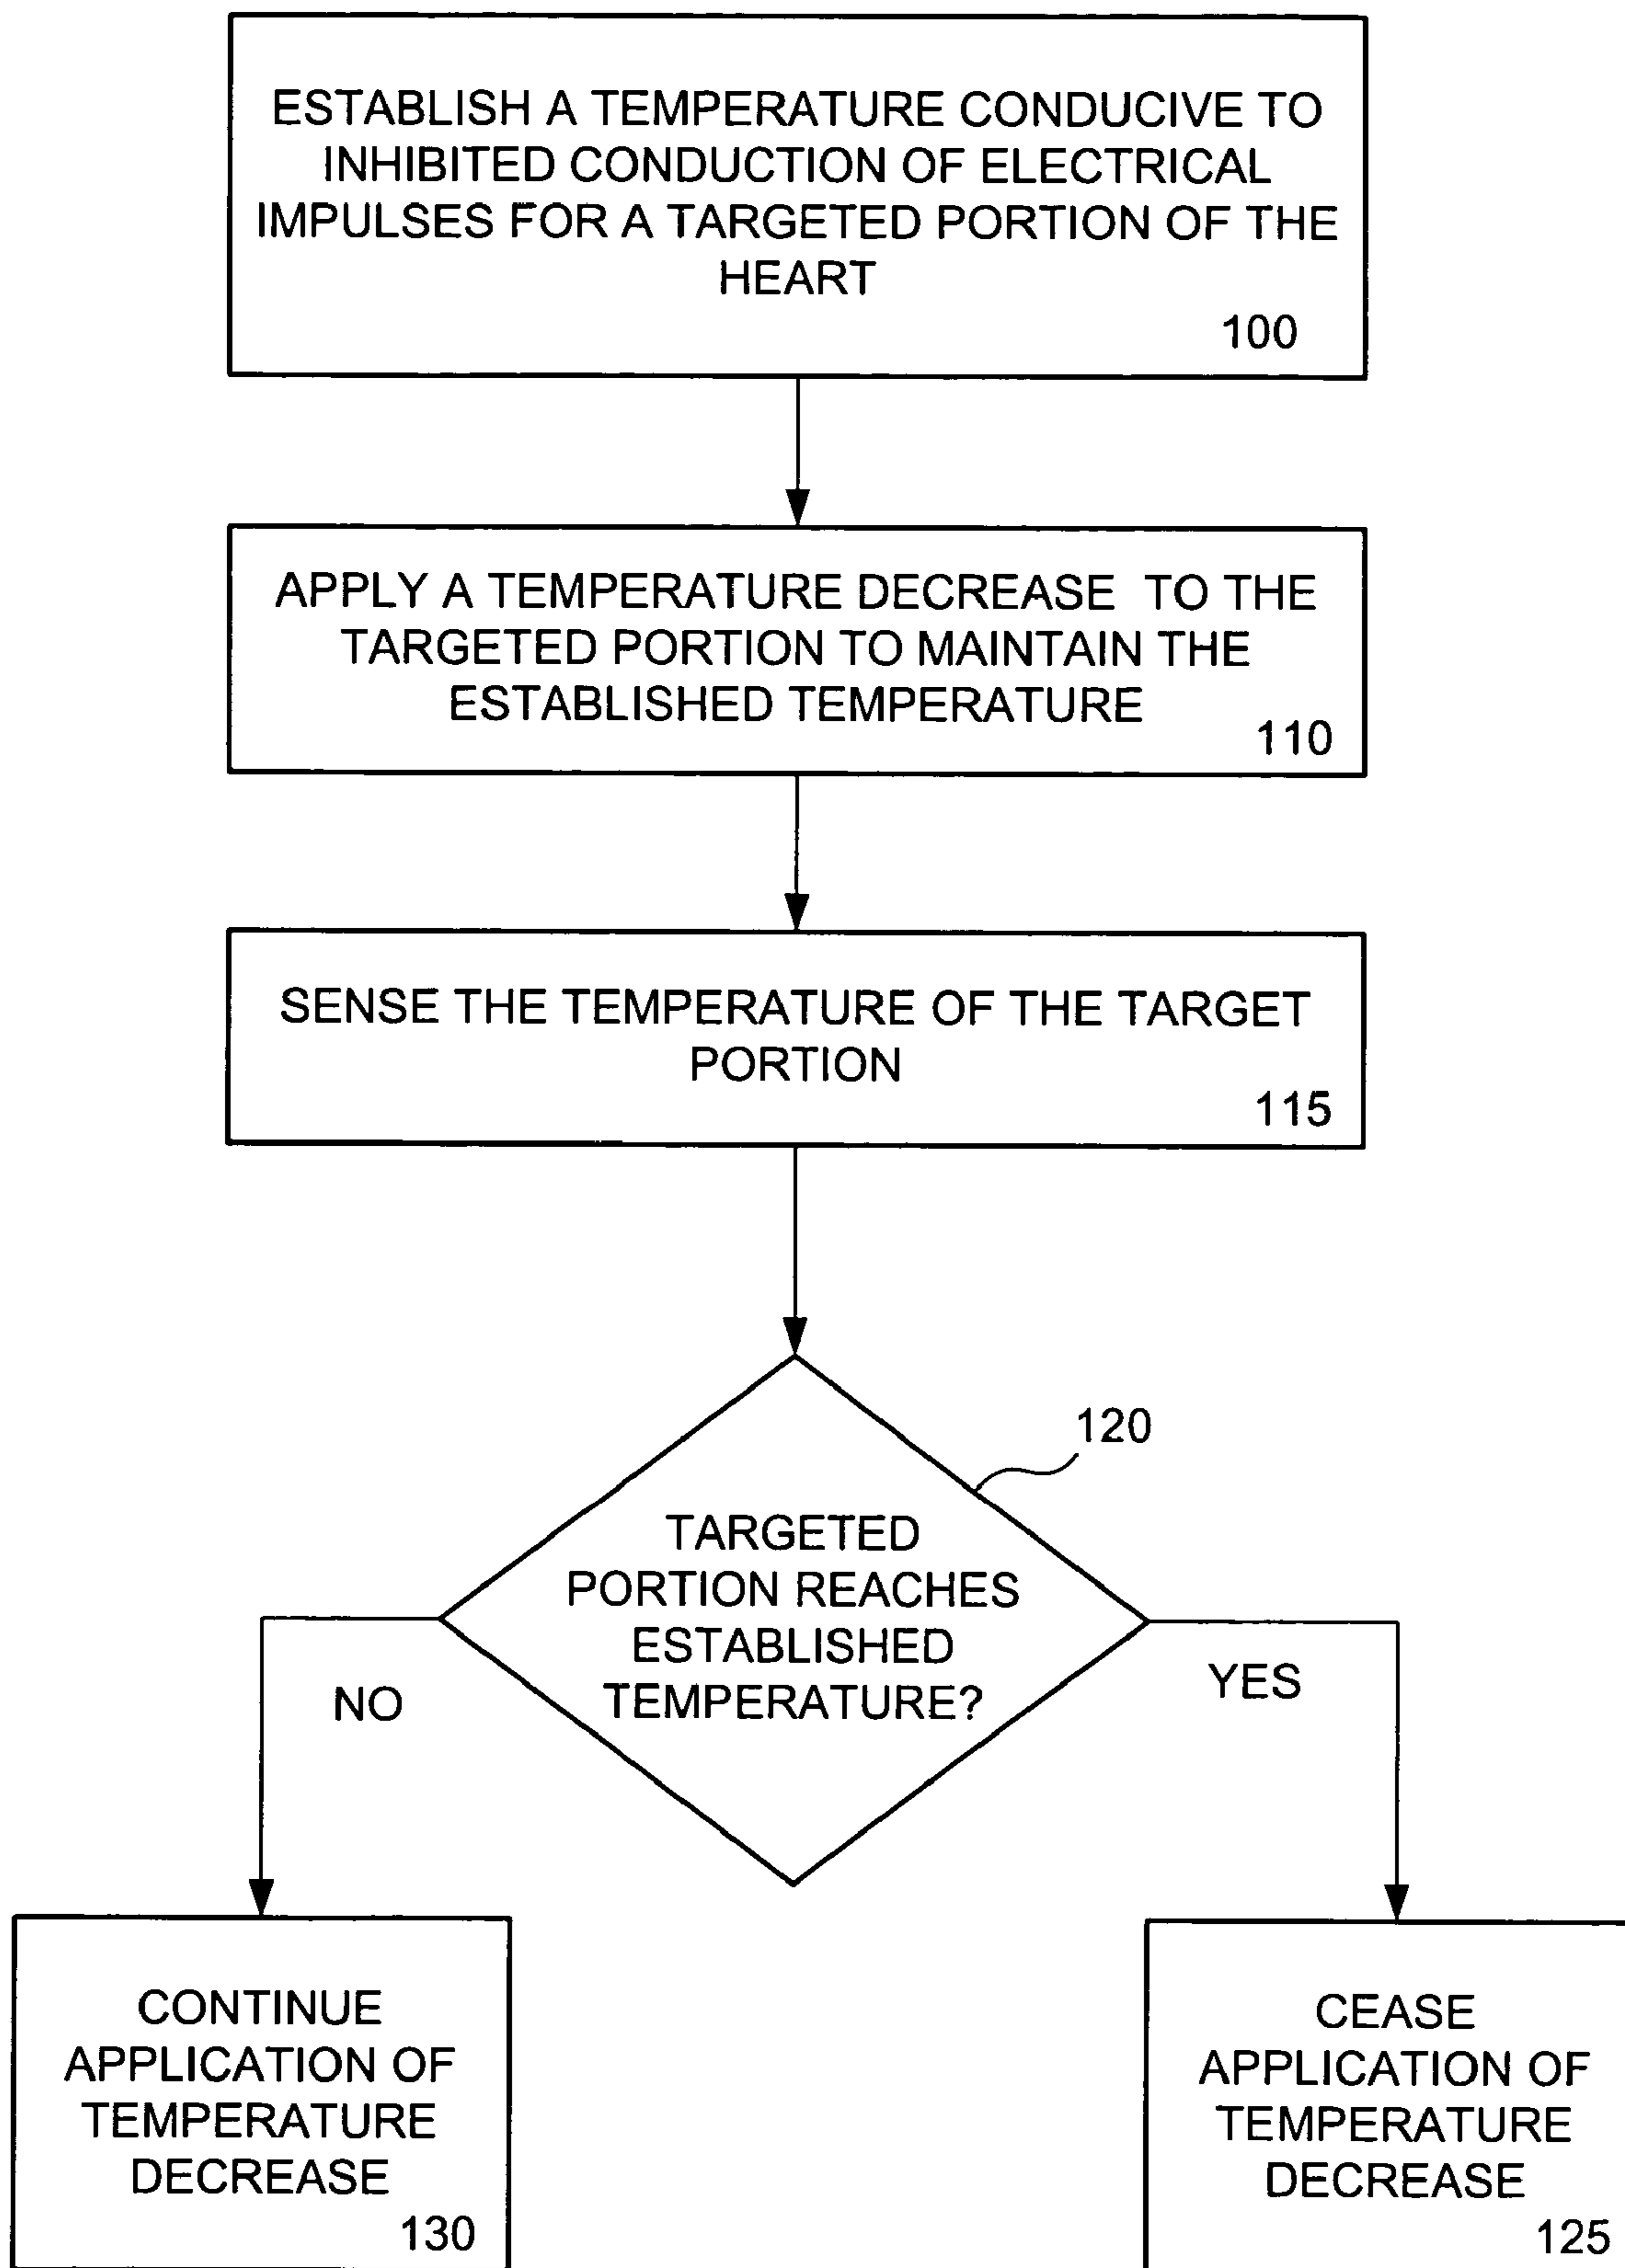 ESTABLISH A TEMPERATURE CONDUCIVE TO
INHIBITED CONDUCTION OF ELECTRICAL
IMPULSES FOR A TARGETED PORTION OF THE
HEART
100
APPLY A TEMPERATURE DECREASE TO THE
TARGETED PORTION TO MAINTAIN THE
ESTABLISHED TEMPERATURE
110
SENSE THE TEMPERATURE OF THE TARGET
PORTION
115
120
TARGETED
PORTION REACHES
ESTABLISHED
TEMPERATURE?
NO
YES
CONTINUE
APPLICATION OF
TEMPERATURE
DECREASE
130
CEASE
APPLICATION OF
TEMPERATURE
DECREASE
125